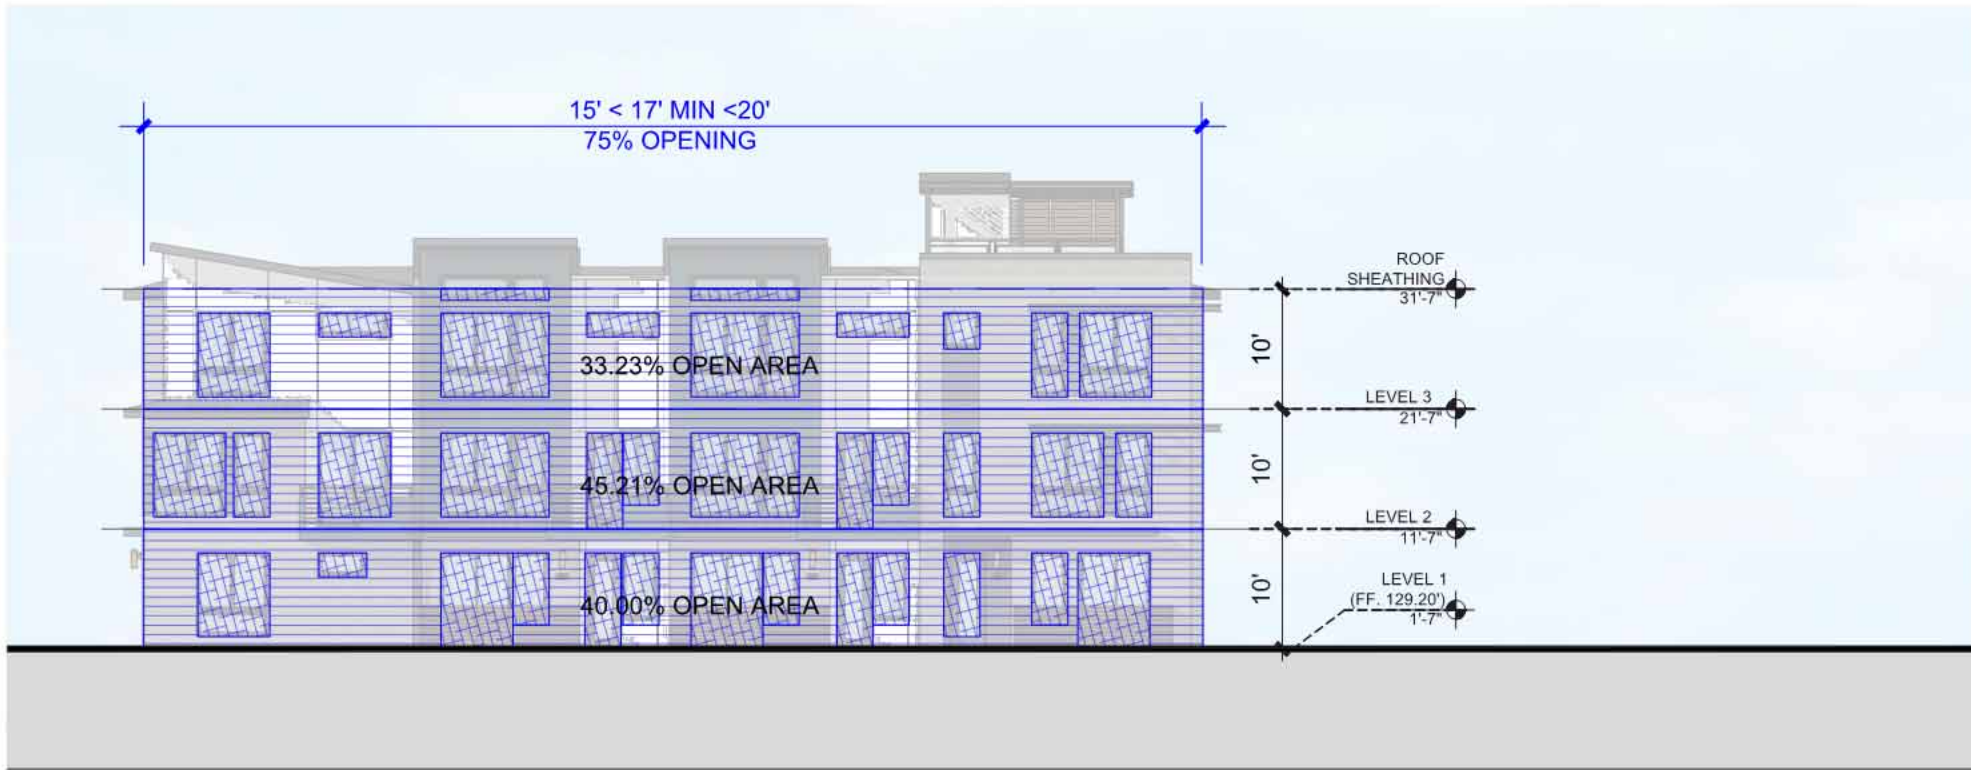 15' < 17' MIN <20'
75% OPENING
ROOF
SHEATHING
31'-7"
33.23% OPEN AREA
10'
LEVEL 3
21'-7"
45.21% OPEN AREA
10'
LEVEL 2
11'-7"
40.00% OPEN AREA
10'
LEVEL 1
(FF. 129.20')
1'-7"